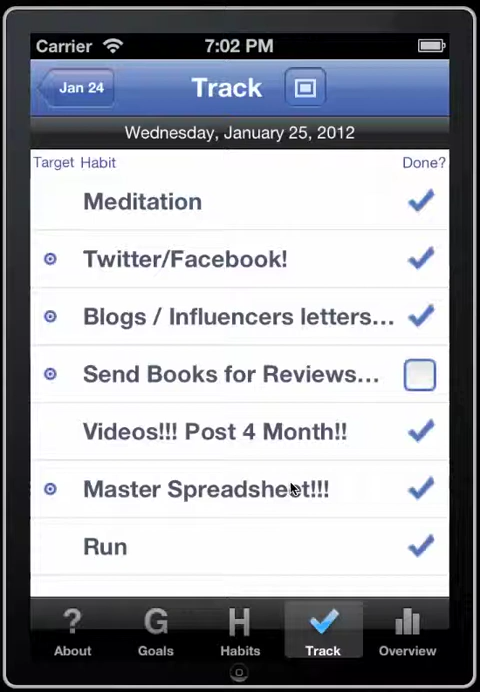 Carrier 7:02 PM
Jan 24 Track
Wednesday, January 25, 2012
Target Habit Done?
Meditation
Twitter/Facebook!
Blogs / Influencers letters...
Send Books for Reviews...
Videos!!! Post 4 Month!!
Master Spreadsheet!!!
Run
? G H
About Goals Habits Track Overview